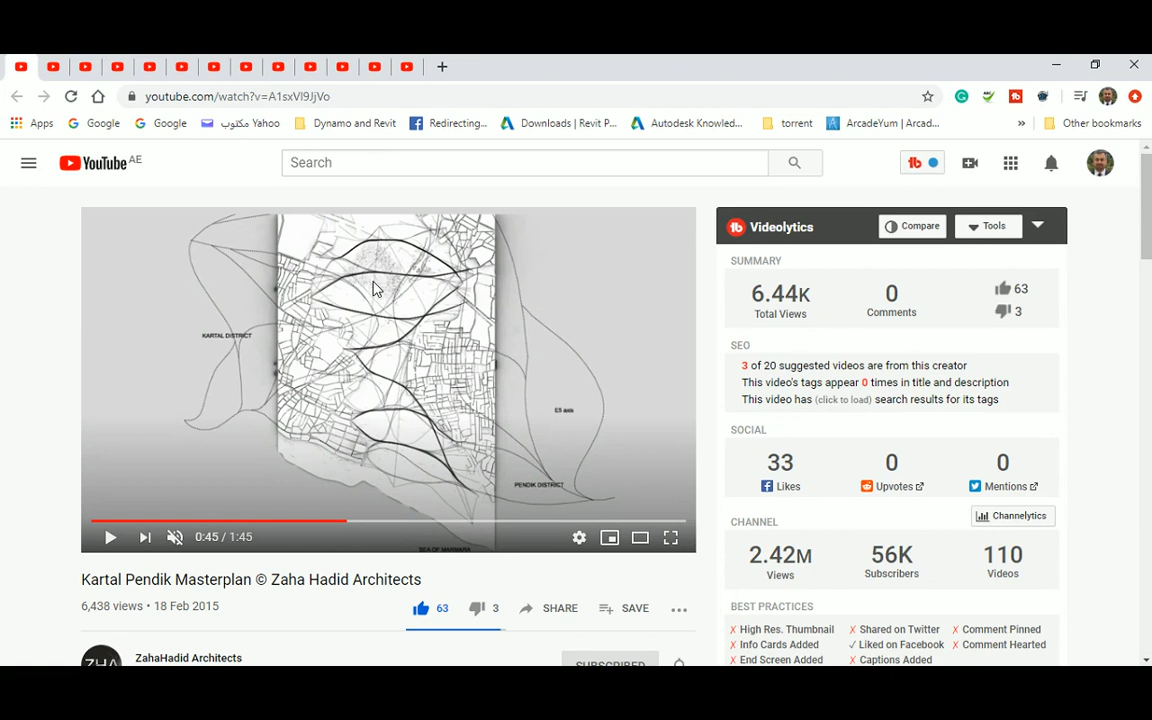 youtube.com/watch?v=A1sxVI9JjVo
Apps Google Google مكتوب Yahoo Dynamo and Revit Redirecting... Downloads | Revit P... Autodesk Knowled... torrent ArcadeYum | Arcad... » Other bookmarks
YouTube AE Search
Videolytics Compare Tools
SUMMARY
6.44K 0 63
Total Views Comments 3
SEO
3 of 20 suggested videos are from this creator
This video's tags appear 0 times in title and description
This video has (click to load) search results for its tags
SOCIAL
33 0 0
Likes Upvotes Mentions
CHANNEL Channelytics
2.42M 56K 110
Views Subscribers Videos
BEST PRACTICES
High Res. Thumbnail Shared on Twitter Comment Pinned
Info Cards Added Liked on Facebook Comment Hearted
End Screen Added Captions Added
KARTAL DISTRICT
E5 axis
PENDIK DISTRICT
SEA OF MARMARA
0:45 / 1:45
Kartal Pendik Masterplan © Zaha Hadid Architects
6,438 views • 18 Feb 2015 63 3 SHARE SAVE
ZHA ZahaHadid Architects SUBSCRIBED